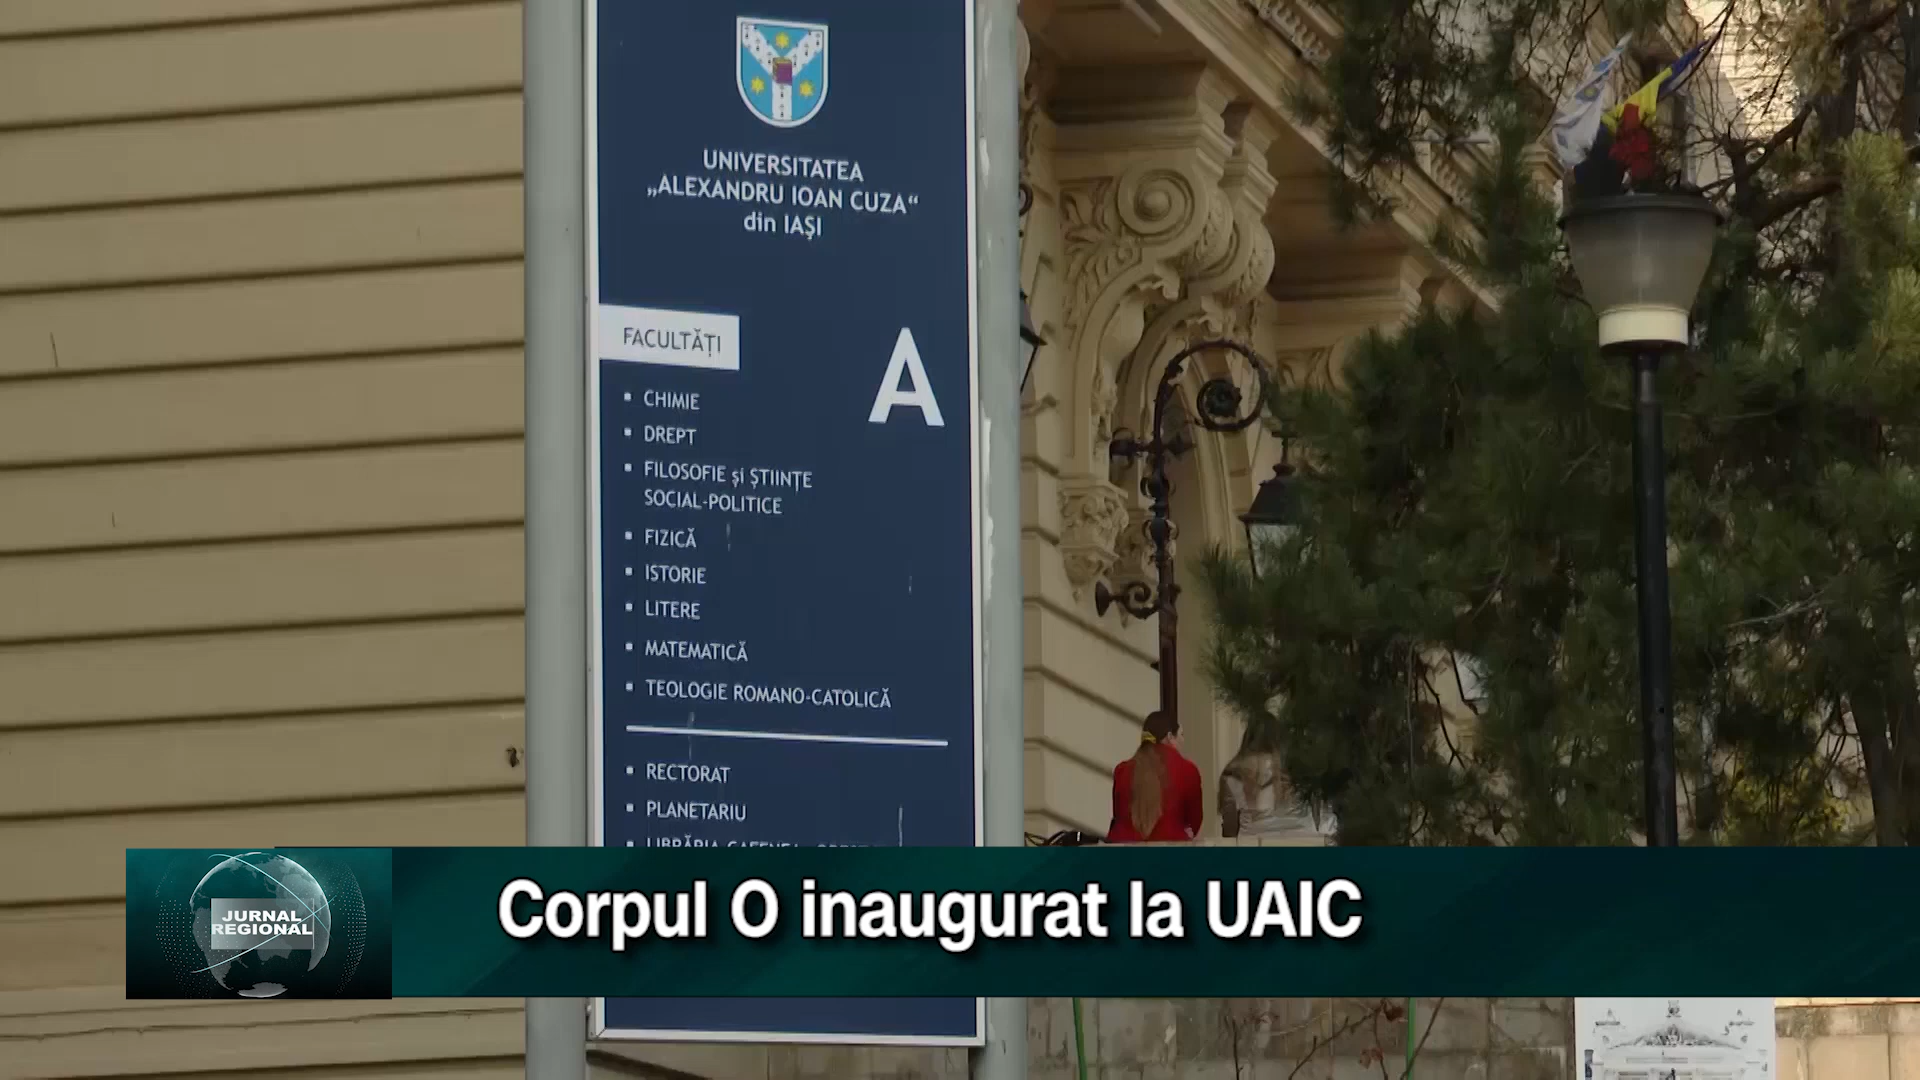 UNIVERSITATEA
„ALEXANDRU IOAN CUZA“
din IAŞI
FACULTĂŢI
A
CHIMIE
DREPT
FILOSOFIE şi ŞTIINŢE
SOCIAL-POLITICE
FIZICĂ
ISTORIE
LITERE
MATEMATICĂ
TEOLOGIE ROMANO-CATOLICĂ
RECTORAT
PLANETARIU
JURNAL
REGIONAL
Corpul O inaugurat la UAIC